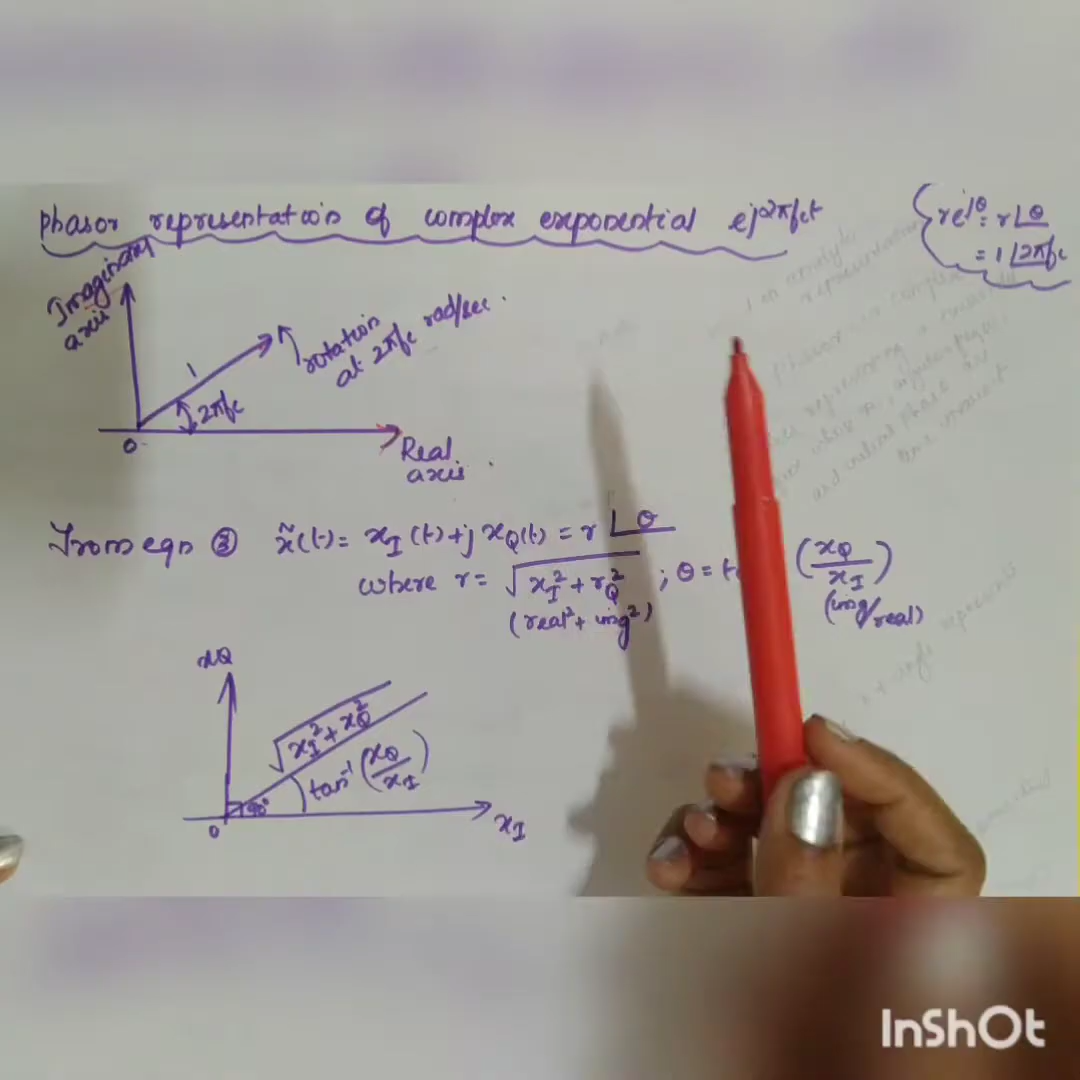 phasor representation of complex exponential ej2πfct
{ rejθ = r∠θ
= 1∠2πfc
Imaginary
axis
1
rotation
at 2πfc rad/sec.
2πfc
0
Real
axis.
From eqn ③ x̃(t) = xI(t)+j xQ(t) = r∠θ
where r = √(xI² + rQ²) ; θ = t (xQ/xI)
(real² + img²) (img/real)
xQ
√(xI² + xQ²)
tan⁻¹ (xQ/xI)
90°
0
xI
InShOt